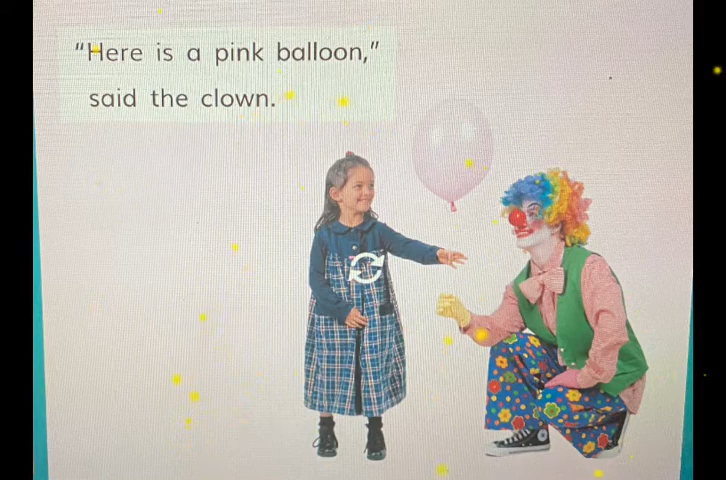 "Here is a pink balloon,"
said the clown.